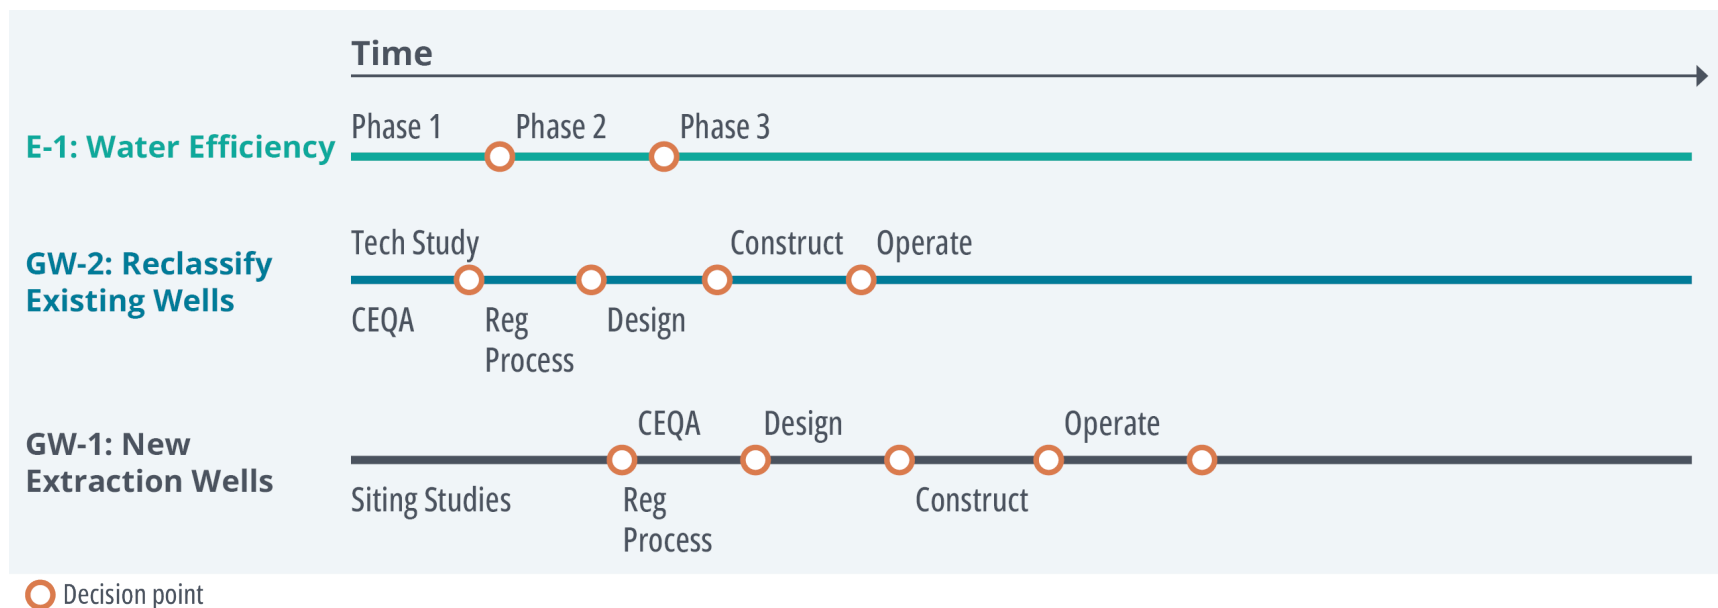 Time
Phase 1 Phase 2 Phase 3
E-1: Water Efficiency
Tech Study Construct Operate
GW-2: Reclassify
Existing Wells
CEQA Reg Design
Process
CEQA Design Operate
GW-1: New
Extraction Wells
Siting Studies Reg Construct
Process
Decision point